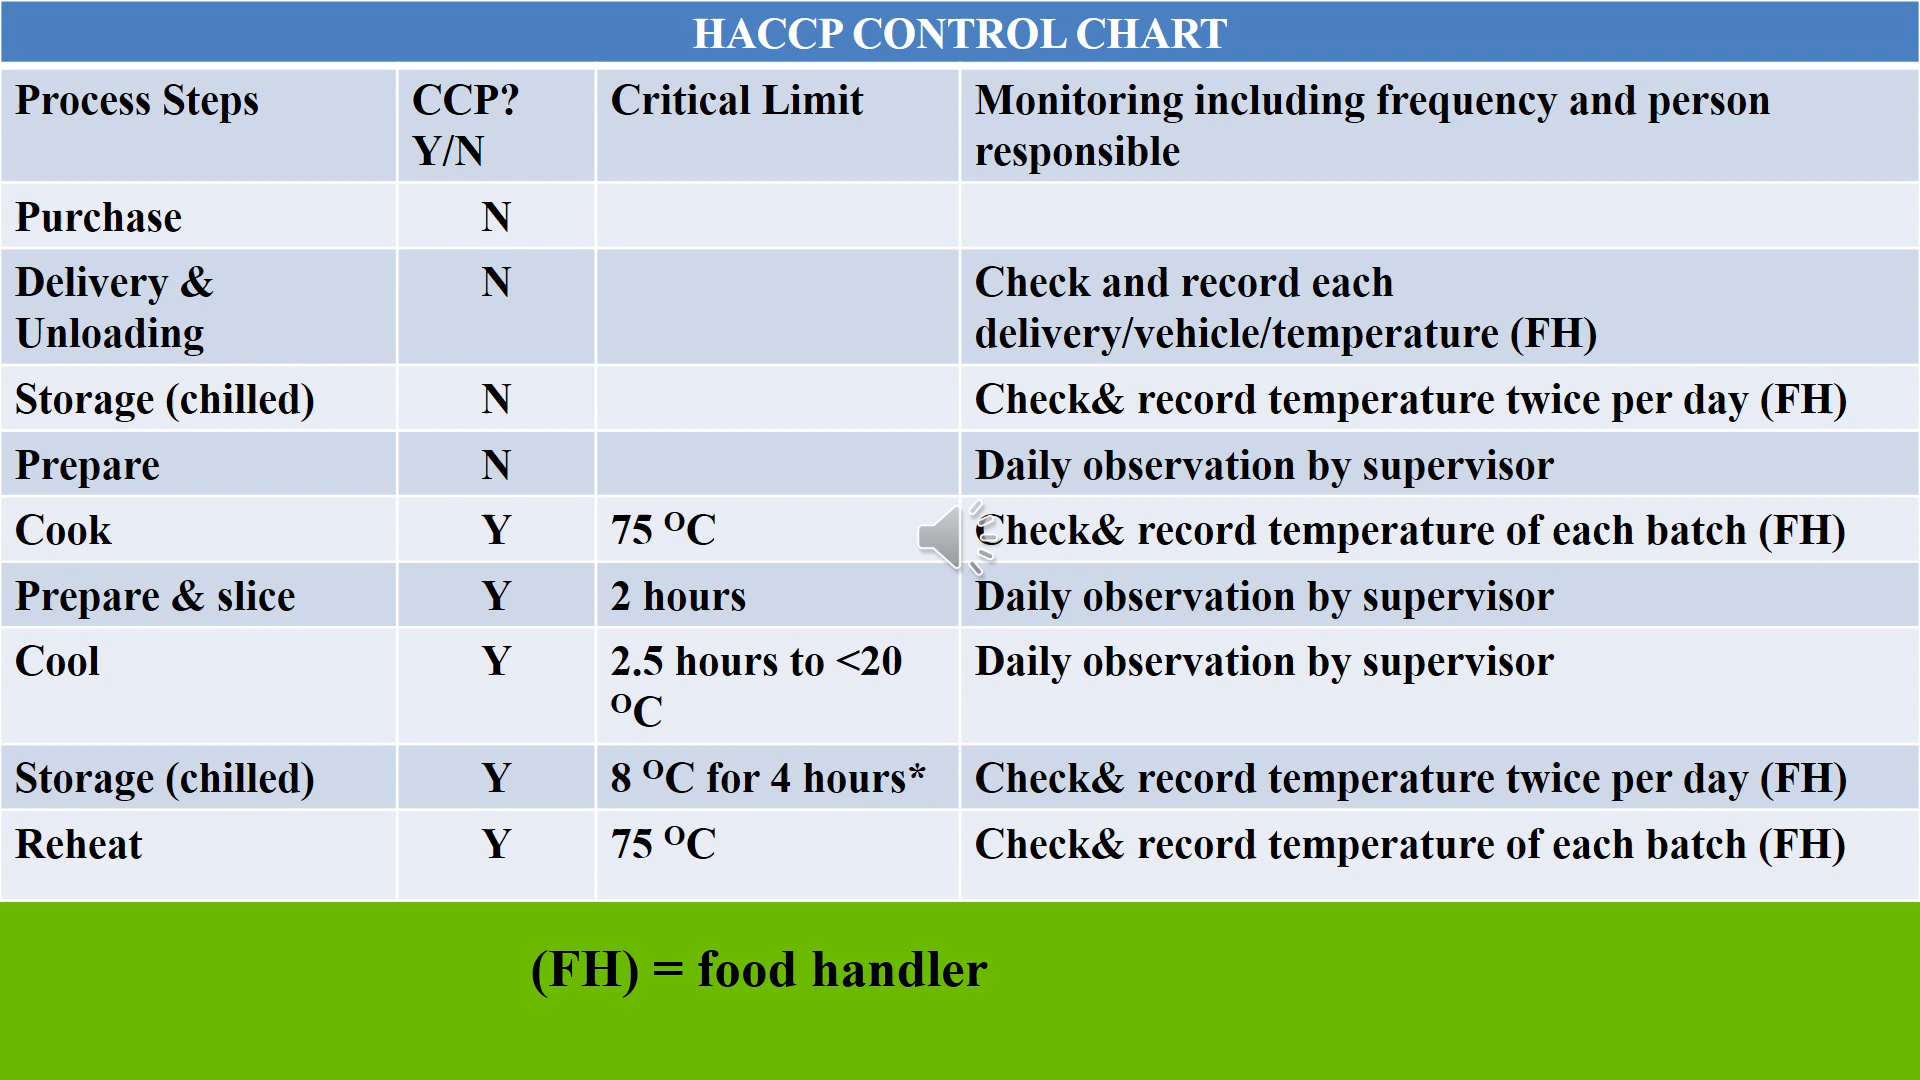 HACCP CONTROL CHART
Process Steps
CCP?
Y/N
Critical Limit
Monitoring including frequency and person
responsible
Purchase
N
Delivery &
Unloading
N
Check and record each
delivery/vehicle/temperature (FH)
Storage (chilled)
N
Check& record temperature twice per day (FH)
Prepare
N
Daily observation by supervisor
Cook
Y
75 ᴼC
Check& record temperature of each batch (FH)
Prepare & slice
Y
2 hours
Daily observation by supervisor
Cool
Y
2.5 hours to <20
ᴼC
Daily observation by supervisor
Storage (chilled)
Y
8 ᴼC for 4 hours*
Check& record temperature twice per day (FH)
Reheat
Y
75 ᴼC
Check& record temperature of each batch (FH)
(FH) = food handler